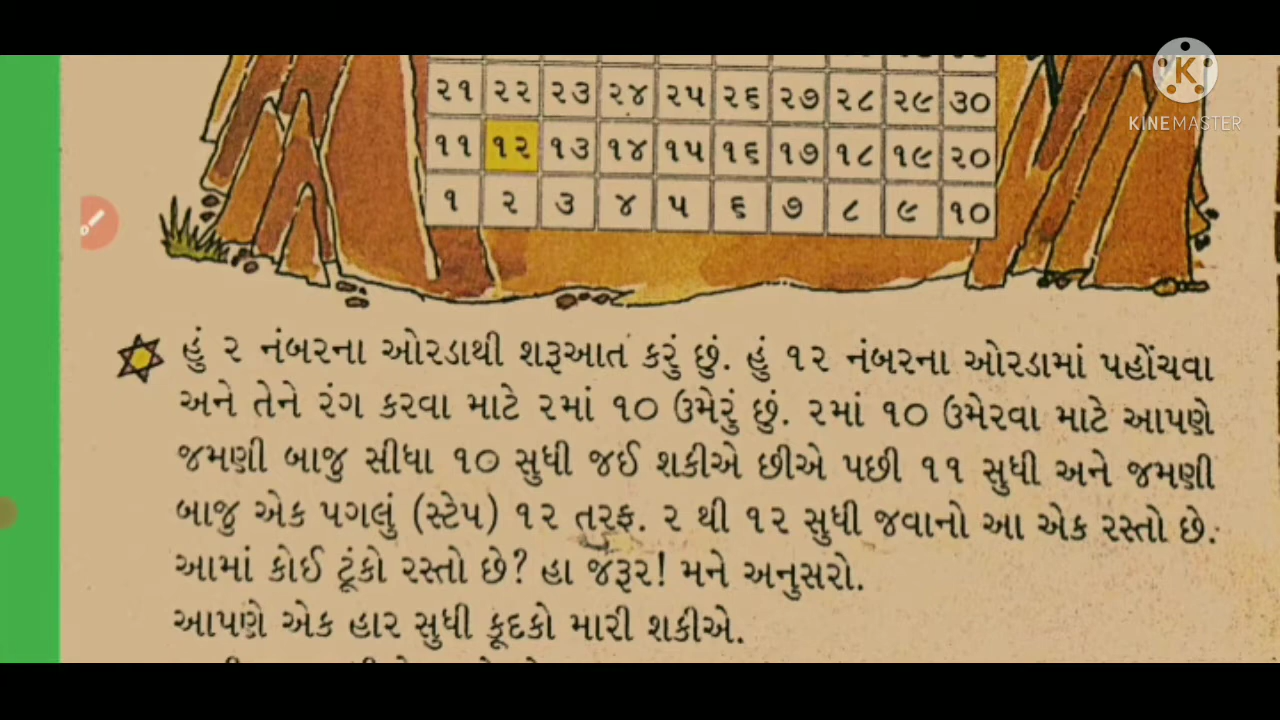 ૨૧ ૨૨ ૨૩ ૨૪ ૨૫ ૨૬ ૨૭ ૨૮ ૨૯ ૩૦
૧૧ ૧૨ ૧૩ ૧૪ ૧૫ ૧૬ ૧૭ ૧૮ ૧૯ ૨૦
૧ ૨ ૩ ૪ ૫ ૬ ૭ ૮ ૯ ૧૦
હું ૨ નંબરના ઓરડાથી શરૂઆત કરું છું. હું ૧૨ નંબરના ઓરડામાં પહોંચવા
અને તેને રંગ કરવા માટે ૨માં ૧૦ ઉમેરું છું. ૨માં ૧૦ ઉમેરવા માટે આપણે
જમણી બાજુ સીધા ૧૦ સુધી જઈ શકીએ છીએ પછી ૧૧ સુધી અને જમણી
બાજુ એક પગલું (સ્ટેપ) ૧૨ તરફ. ૨ થી ૧૨ સુધી જવાનો આ એક રસ્તો છે.
આમાં કોઈ ટૂંકો રસ્તો છે? હા જરૂર! મને અનુસરો.
આપણે એક હાર સુધી કૂદકો મારી શકીએ.
KINEMASTER